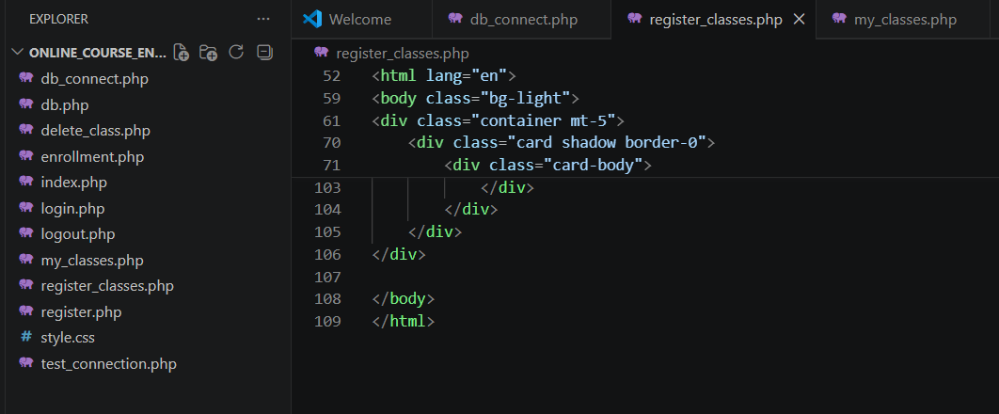 EXPLORER ...
ONLINE_COURSE_EN...
db_connect.php
db.php
delete_class.php
enrollment.php
index.php
login.php
logout.php
my_classes.php
register_classes.php
register.php
# style.css
test_connection.php
Welcome db_connect.php register_classes.php my_classes.php
register_classes.php
52 <html lang="en">
59 <body class="bg-light">
61 <div class="container mt-5">
70 <div class="card shadow border-0">
71 <div class="card-body">
103 </div>
104 </div>
105 </div>
106 </div>
107
108 </body>
109 </html>